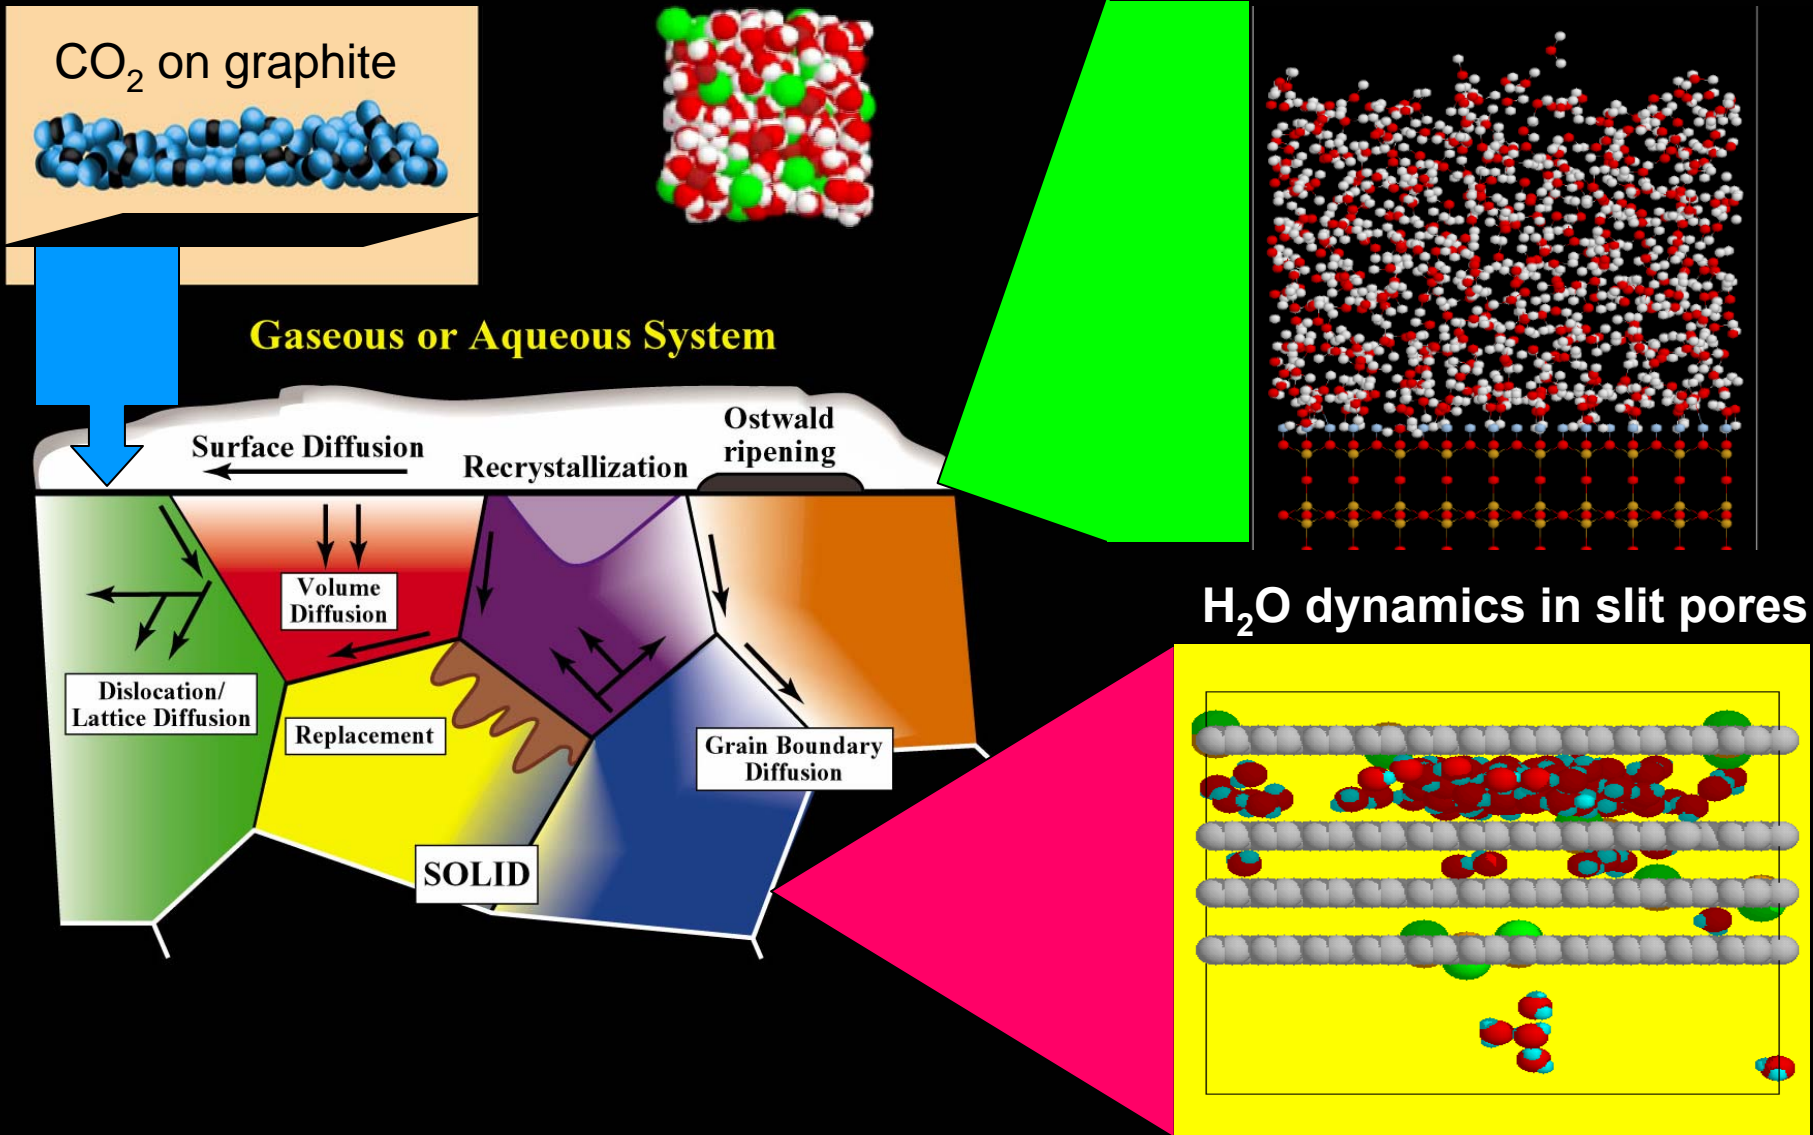 CO₂ on graphite
Gaseous or Aqueous System
Ostwald
ripening
Surface Diffusion
Recrystallization
Volume
Diffusion
Dislocation/
Lattice Diffusion
Replacement
Grain Boundary
Diffusion
SOLID
H₂O dynamics in slit pores